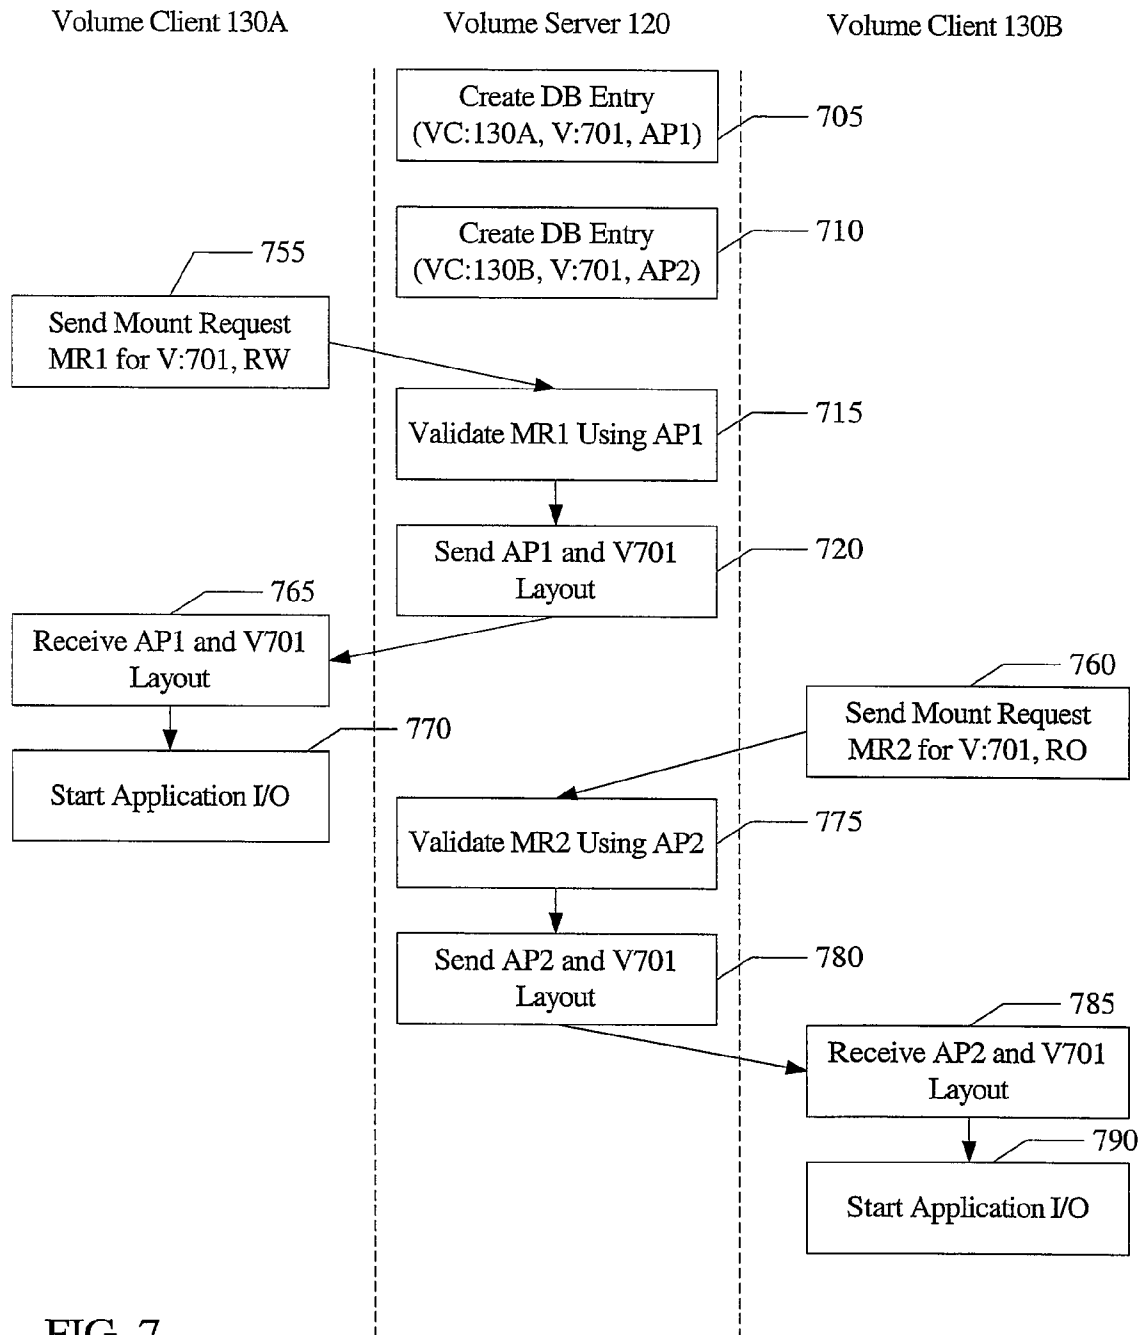 Volume Client 130A
Volume Server 120
Volume Client 130B
Create DB Entry
(VC:130A, V:701, AP1)
705
Create DB Entry
(VC:130B, V:701, AP2)
710
755
Send Mount Request
MR1 for V:701, RW
Validate MR1 Using AP1
715
Send AP1 and V701
Layout
720
765
Receive AP1 and V701
Layout
760
Send Mount Request
MR2 for V:701, RO
770
Start Application I/O
Validate MR2 Using AP2
775
Send AP2 and V701
Layout
780
785
Receive AP2 and V701
Layout
790
Start Application I/O
FIG. 7